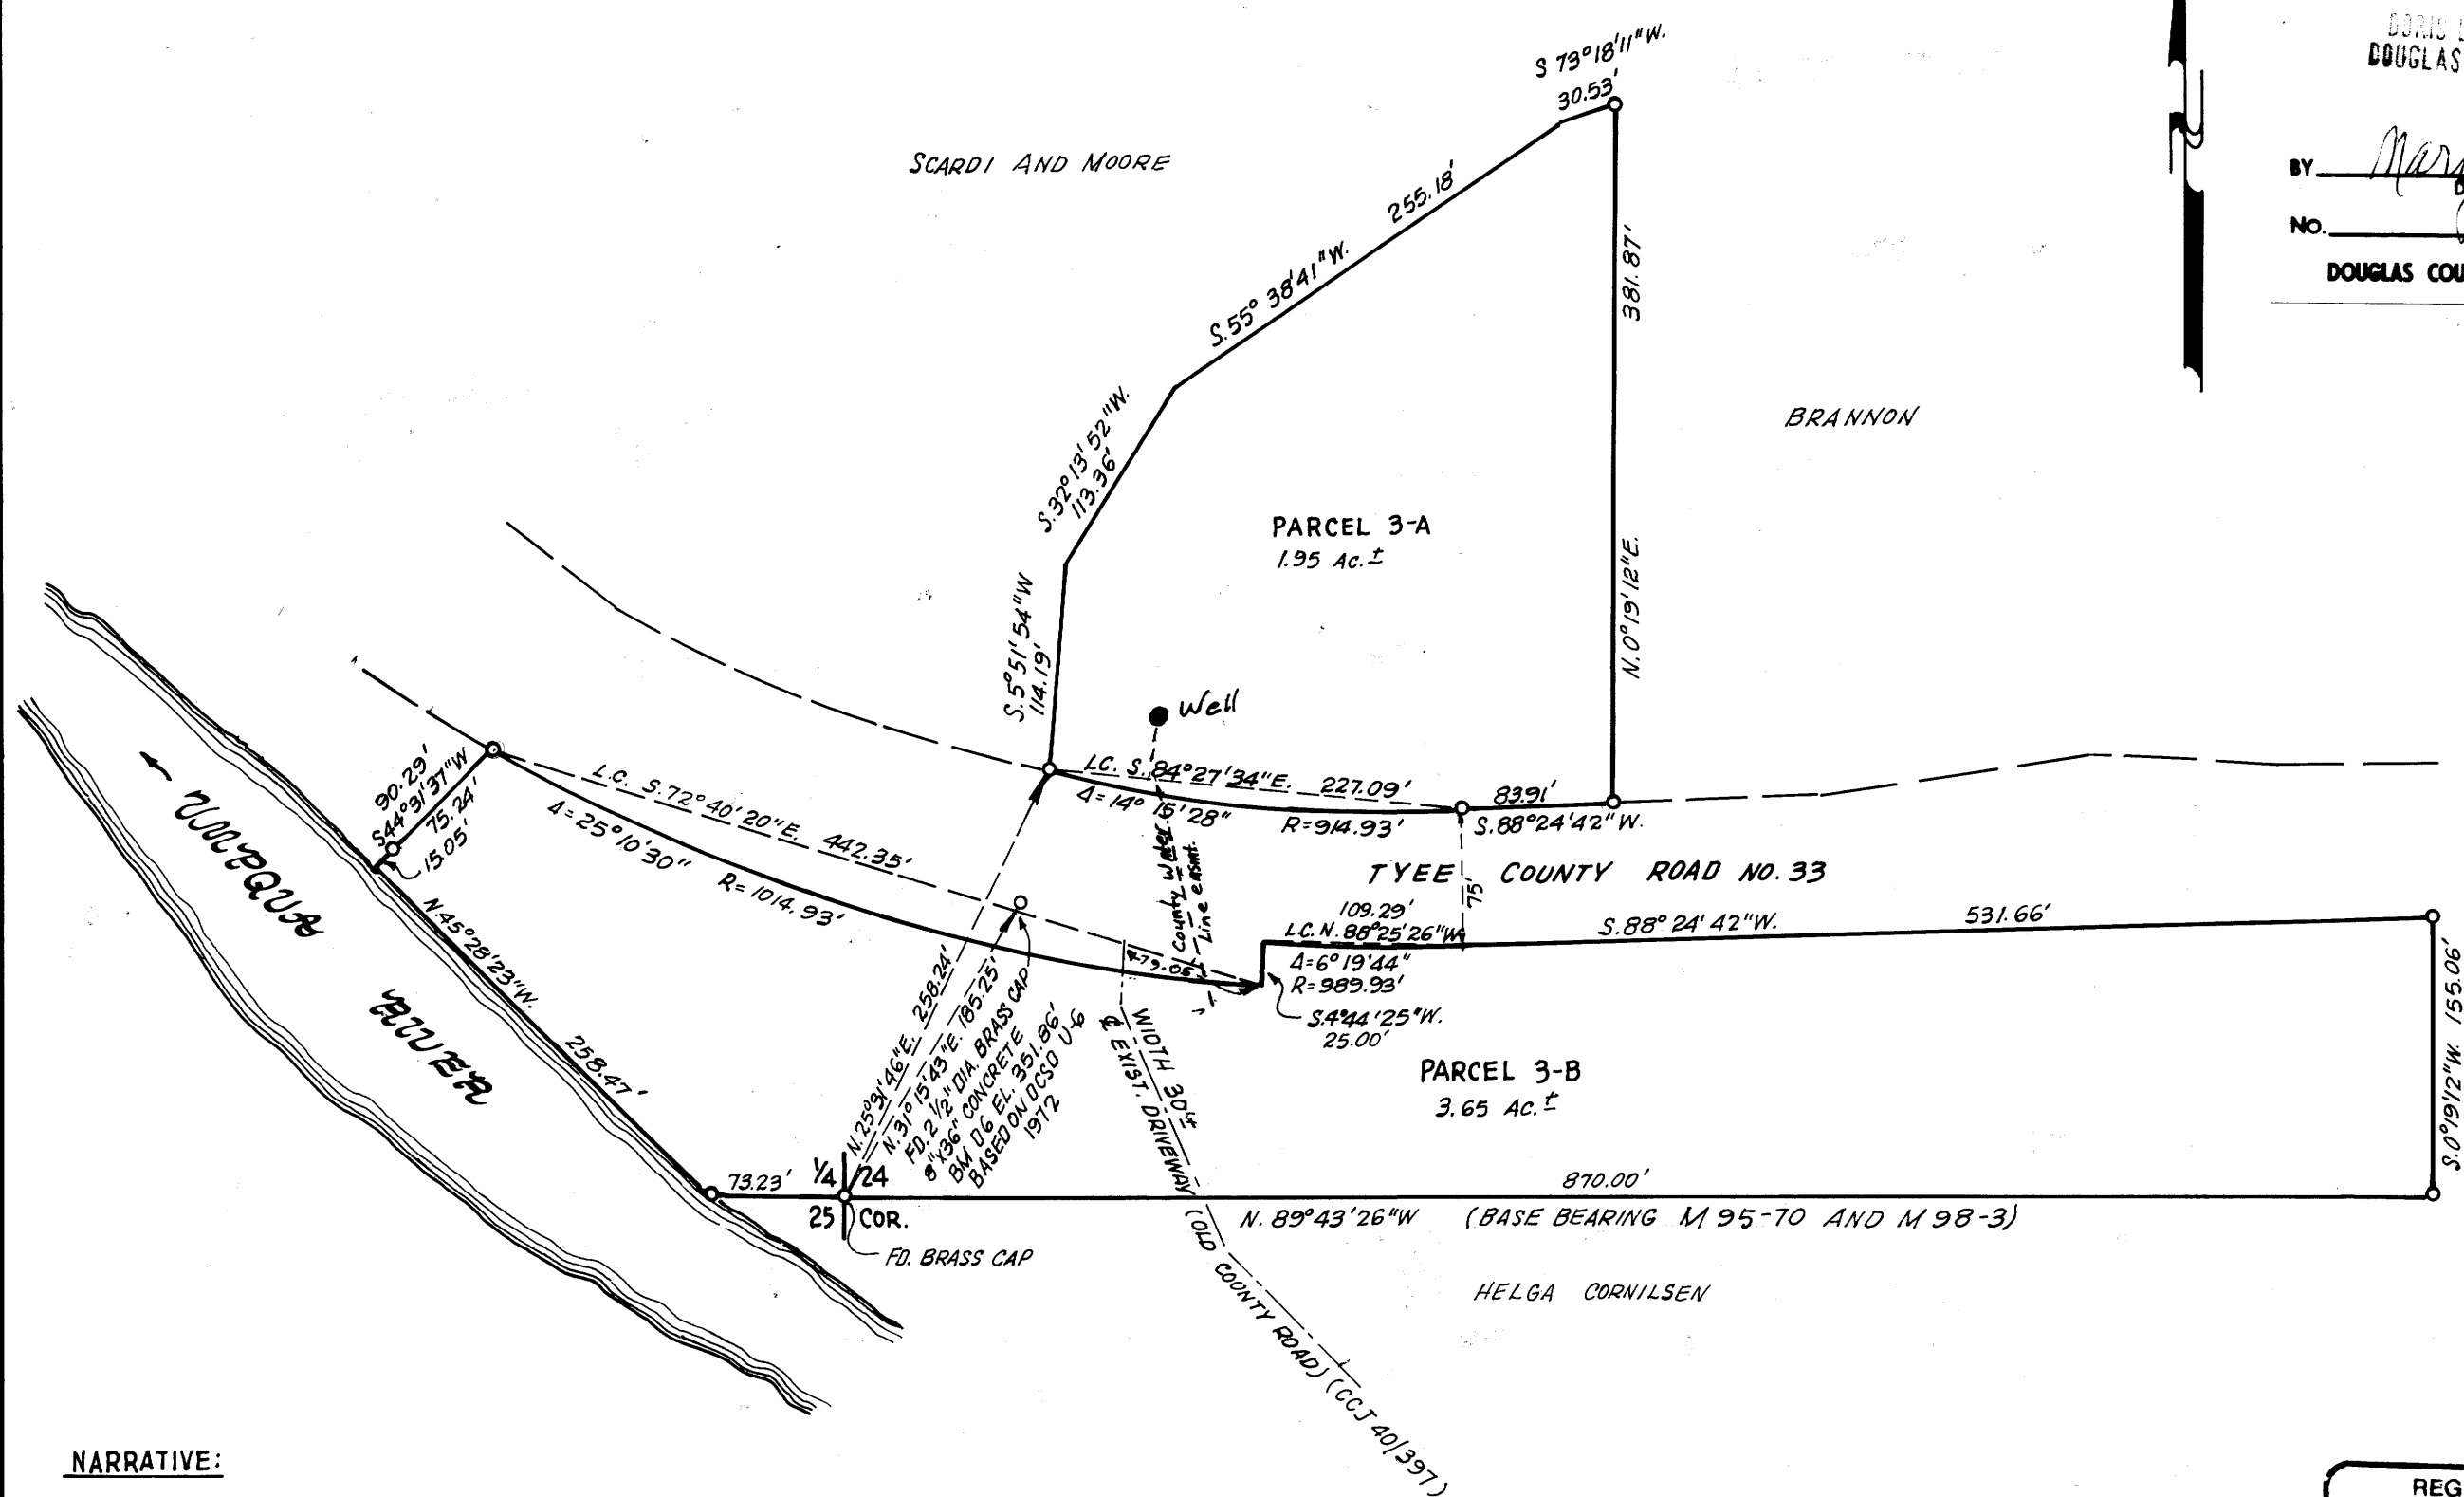 S 73°18'11"W.
30.53'
DOUGLAS
SCARDI AND MOORE
BY
NO.
DOUGLAS COU
255.18'
S.55°38'41"W.
381.87'
N.0°19'12"E.
BRANNON
S.32°13'52"W.
113.36'
PARCEL 3-A
1.95 Ac.±
S.5°51'54"W
114.19'
Well
90.29'
S44°31'37"W
75.24'
15.05'
L.C. S.72°40'20"E. 442.35'
Δ=25°10'30" R=1014.93'
LC. S.84°27'34"E. 227.09'
Δ=14°15'28" R=914.93'
83.91'
S.88°24'42"W.
TYEE COUNTY ROAD NO. 33
75'
County Water
Line easmt.
UMPQUA
RIVER
N.45°28'23"W.
258.47'
109.29'
L.C. N.88°25'26"W
S.88°24'42"W. 531.66'
Δ=6°19'44"
R=989.93'
79.05'
S.4°44'25"W.
25.00'
S.0°19'12"W. 155.06'
N.25°31'46"E. 258.24'
N.31°15'43"E. 185.25'
FD. 2 1/2" DIA. BRASS CAP
8"x36" CONCRETE
BM D6 EL. 351.86'
BASED ON DCSD U-6
1972
WIDTH 30'±
℄ EXIST. DRIVEWAY (OLD COUNTY ROAD) (CCJ 40/397)
PARCEL 3-B
3.65 Ac.±
73.23'
1/4 24
25 COR.
870.00'
N. 89°43'26"W (BASE BEARING M 95-70 AND M 98-3)
FD. BRASS CAP
HELGA CORNILSEN
NARRATIVE:
REG